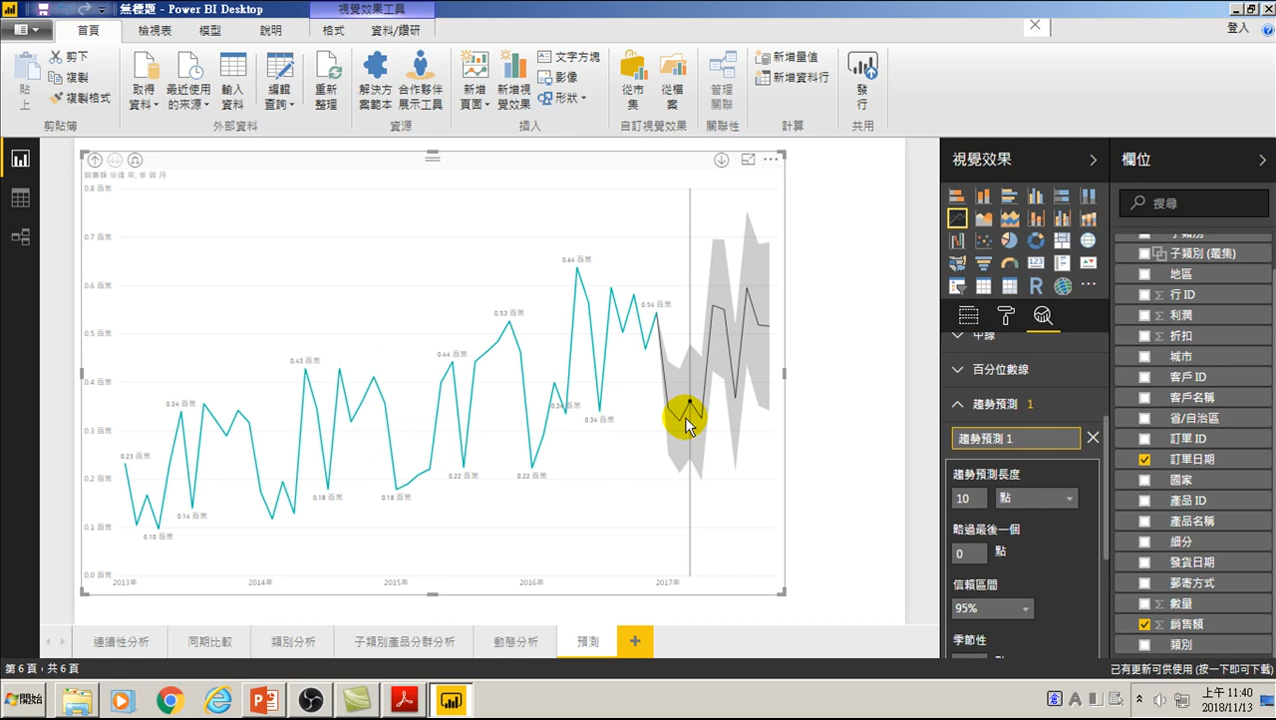 無標題 - Power BI Desktop
視覺效果工具
首頁
檢視表
模型
說明
格式
資料/鑽研
登入
貼上
剪下
複製
複製格式
剪貼簿
取得資料
最近使用的來源
輸入資料
編輯查詢
重新整理
外部資料
解決方案範本
合作夥伴展示工具
資源
新增頁面
新增視覺效果
文字方塊
影像
形狀
插入
從市集
從檔案
自訂視覺效果
管理關聯
關聯性
新增量值
新增資料行
計算
發行
共用
0.8 百萬
0.7 百萬
0.6 百萬
0.5 百萬
0.4 百萬
0.3 百萬
0.2 百萬
0.1 百萬
0.0 百萬
0.23 百萬
0.10 百萬
0.34 百萬
0.14 百萬
0.43 百萬
0.18 百萬
0.18 百萬
0.44 百萬
0.22 百萬
0.53 百萬
0.22 百萬
0.34 百萬
0.64 百萬
0.34 百萬
0.54 百萬
2013年
2014年
2015年
2016年
2017年
視覺效果
中線
百分位數線
趨勢預測 1
趨勢預測 1
趨勢預測長度
10
點
略過最後一個
0
點
信賴區間
95%
季節性
欄位
搜尋
子類別
子類別 (叢集)
地區
行 ID
利潤
折扣
城市
客戶 ID
客戶名稱
省/自治區
訂單 ID
訂單日期
國家
產品 ID
產品名稱
細分
發貨日期
郵寄方式
數量
銷售額
類別
連續性分析
同期比較
類別分析
子類別產品分群分析
動態分析
預測
第 6 頁，共 6 頁
已有更新可供使用 (按一下即可下載)
開始
上午 11:40
2018/11/13